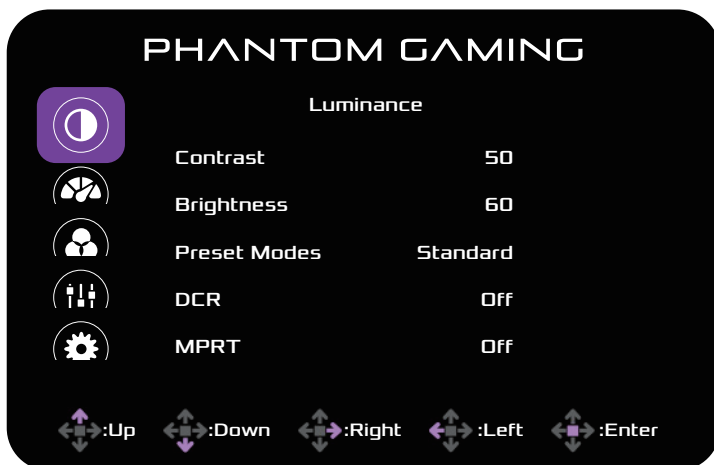 PHANTOM GAMING
Luminance
Contrast 50
Brightness 60
Preset Modes Standard
DCR Off
MPRT Off
:Up :Down :Right :Left :Enter